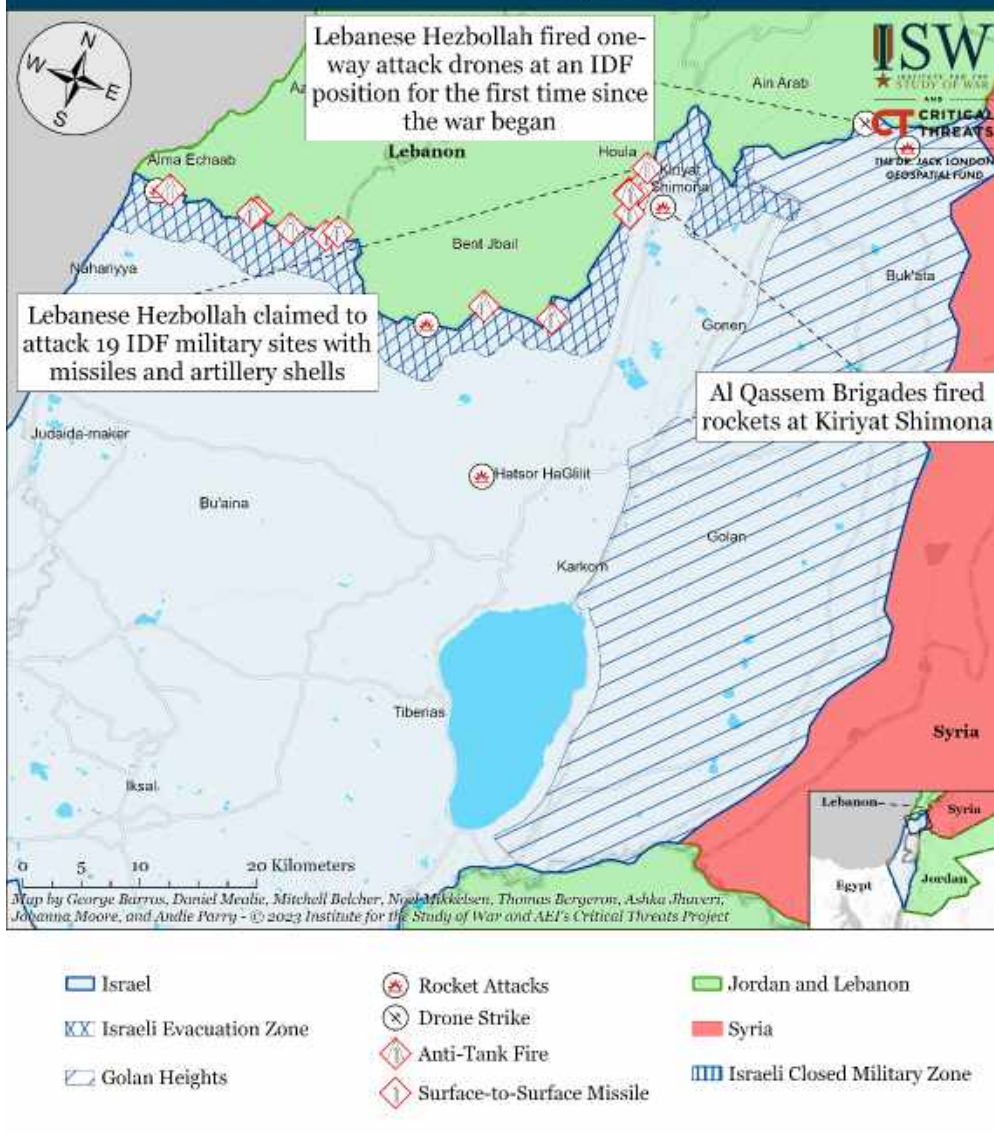 Lebanese Hezbollah fired one-
way attack drones at an IDF
position for the first time since
the war began
N
W
E
S
ISW
INSTITUTE FOR THE
STUDY OF WAR
AND
CT CRITICAL
THREATS
THE DR. JACK LONDON
GEOSPATIAL FUND
Az
Ain Arab
Lebanon
Houla
Alma Echaab
Kiriyat
Shimona
Bent Jbail
Nahariyya
Buk'ata
Lebanese Hezbollah claimed to
attack 19 IDF military sites with
missiles and artillery shells
Gonen
Al Qassem Brigades fired
rockets at Kiriyat Shimona
Judaida-maker
Hatsor HaGlilit
Bu'aina
Golan
Karkom
Tiberias
Syria
Iksal
Lebanon
Syria
Egypt
Jordan
0 5 10 20 Kilometers
Map by George Barros, Daniel Mealie, Mitchell Belcher, Noel Mikkelsen, Thomas Bergeron, Ashka Jhaveri,
Johanna Moore, and Andie Parry - © 2023 Institute for the Study of War and AEI's Critical Threats Project
Israel
Israeli Evacuation Zone
Golan Heights
Rocket Attacks
Drone Strike
Anti-Tank Fire
Surface-to-Surface Missile
Jordan and Lebanon
Syria
Israeli Closed Military Zone